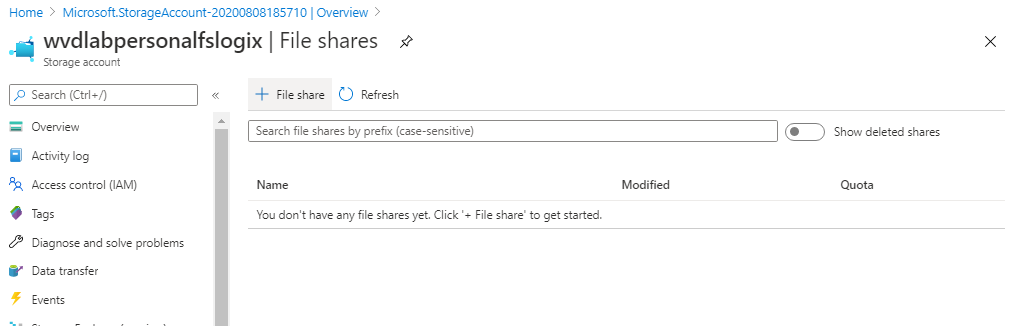 Home > Microsoft.StorageAccount-20200808185710 | Overview >
wvdlabpersonalfslogix | File shares
Storage account
Search (Ctrl+/)
«
+ File share
Refresh
Search file shares by prefix (case-sensitive)
Show deleted shares
Overview
Activity log
Access control (IAM)
Tags
Diagnose and solve problems
Data transfer
Events
Name Modified Quota
You don't have any file shares yet. Click '+ File share' to get started.